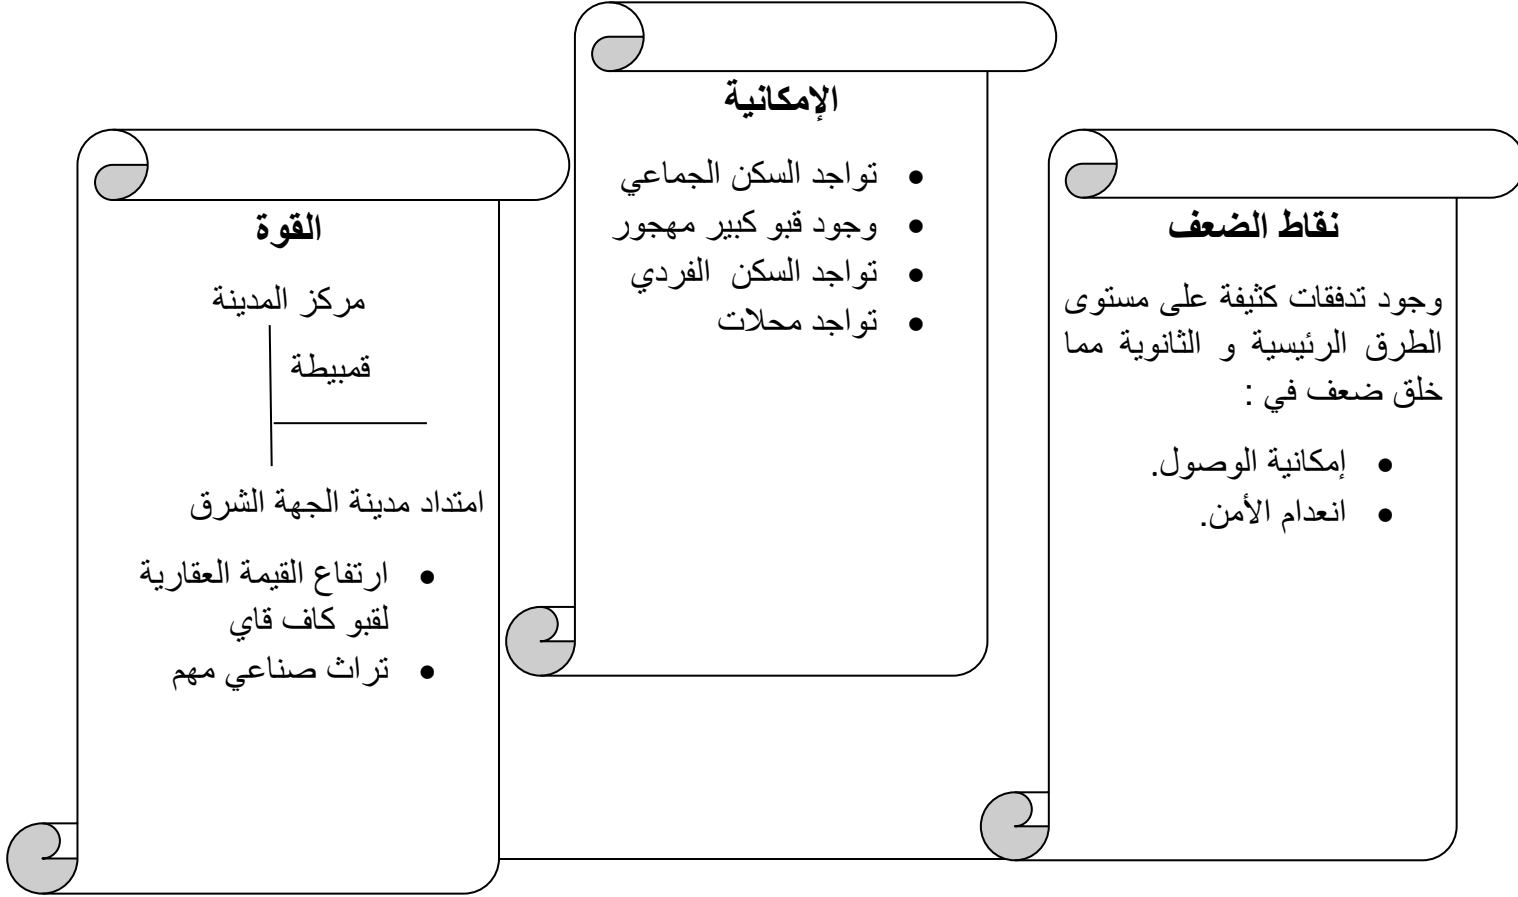 نقاط الضعف
وجود تدفقات كثيفة على مستوى
الطرق الرئيسية و الثانوية مما
خلق ضعف في :
• إمكانية الوصول.
• انعدام الأمن.
الإمكانية
• تواجد السكن الجماعي
• وجود قبو كبير مهجور
• تواجد السكن الفردي
• تواجد محلات
القوة
مركز المدينة
قمبيطة
امتداد مدينة الجهة الشرق
• ارتفاع القيمة العقارية
لقبو كاف قاي
• تراث صناعي مهم